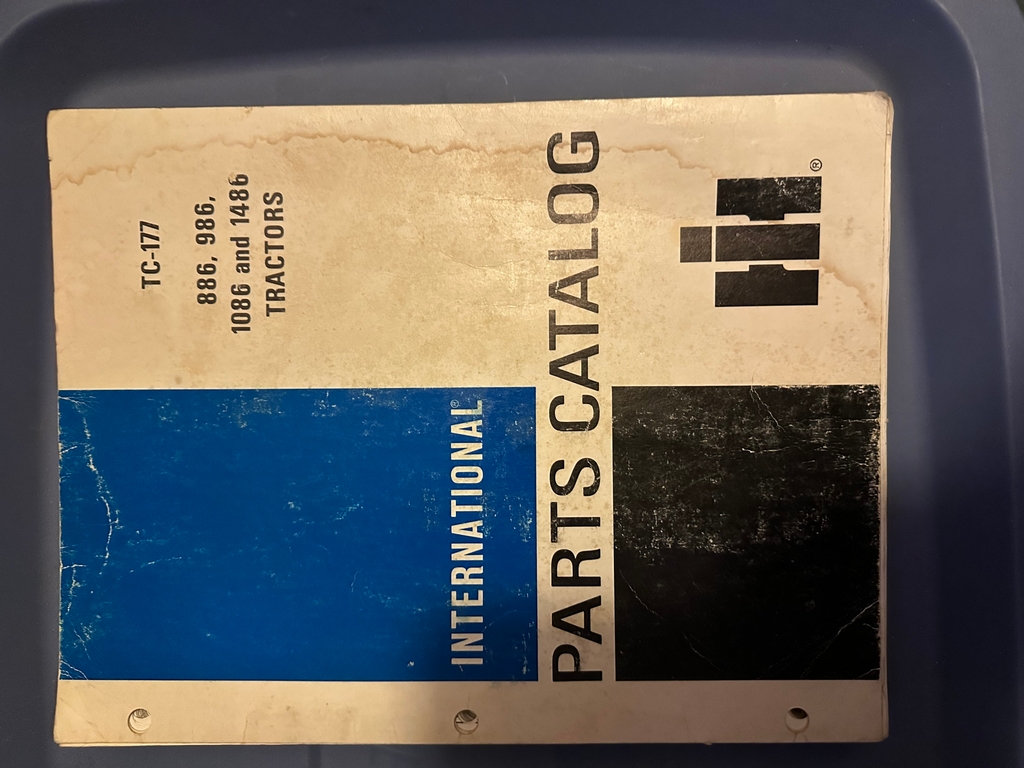 TC-177
886, 986,
1086 and 1486
TRACTORS
INTERNATIONAL®
PARTS CATALOG
®